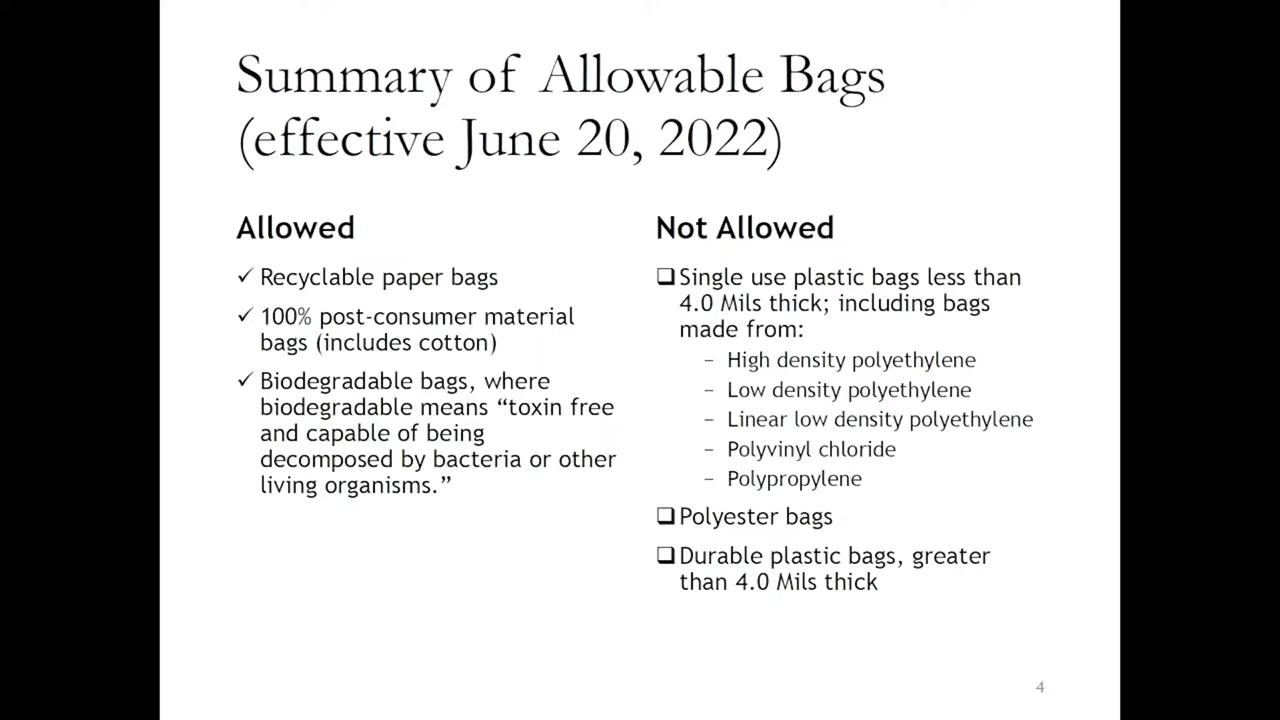 Summary of Allowable Bags
(effective June 20, 2022)
Allowed
✓ Recyclable paper bags
✓ 100% post-consumer material
bags (includes cotton)
✓ Biodegradable bags, where
biodegradable means “toxin free
and capable of being
decomposed by bacteria or other
living organisms.”
Not Allowed
❑ Single use plastic bags less than
4.0 Mils thick; including bags
made from:
– High density polyethylene
– Low density polyethylene
– Linear low density polyethylene
– Polyvinyl chloride
– Polypropylene
❑ Polyester bags
❑ Durable plastic bags, greater
than 4.0 Mils thick
4